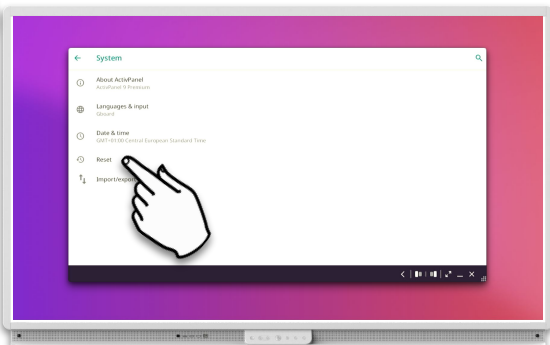 System
About ActivPanel
ActivPanel 9 Premium
Languages & input
Gboard
Date & time
GMT+01:00 Central European Standard Time
Reset
Import/export